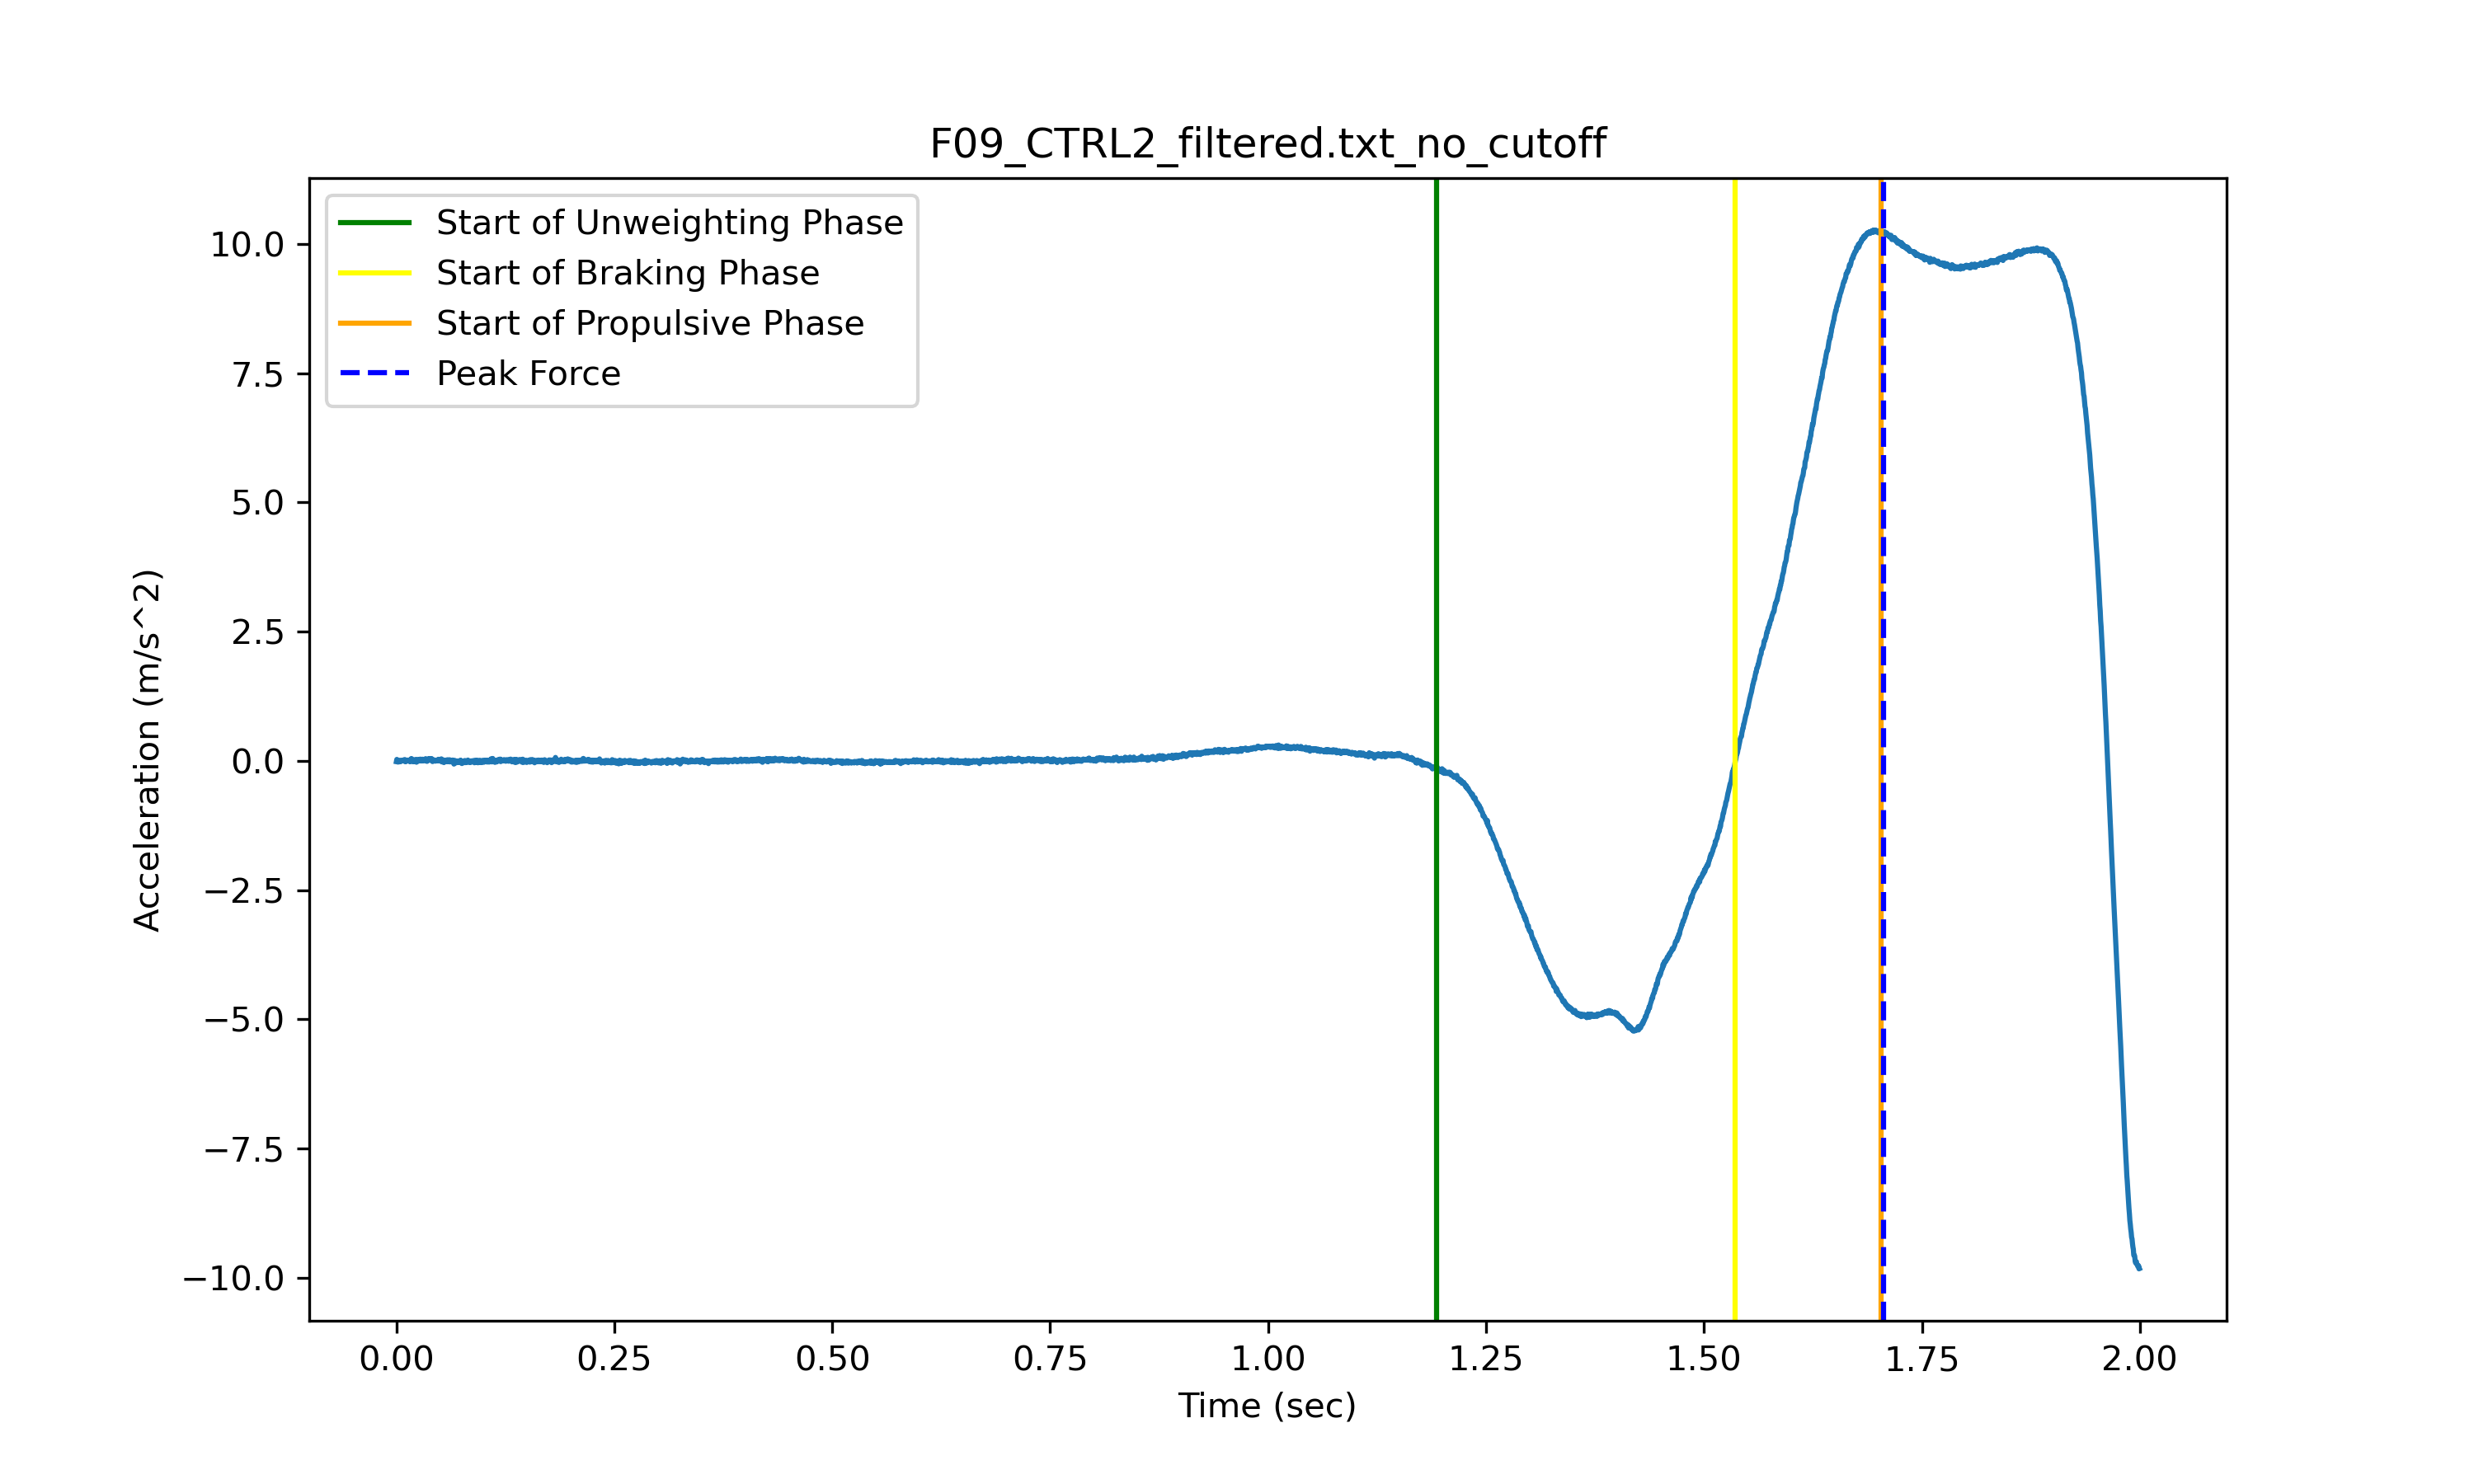 F09_CTRL2_filtered.txt_no_cutoff
Start of Unweighting Phase
Start of Braking Phase
Start of Propulsive Phase
Peak Force
10.0
7.5
5.0
2.5
0.0
−2.5
−5.0
−7.5
−10.0
Acceleration (m/s^2)
0.00 0.25 0.50 0.75 1.00 1.25 1.50 1.75 2.00
Time (sec)